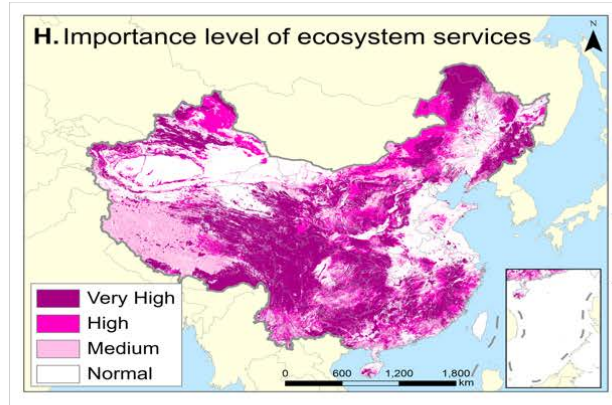 H. Importance level of ecosystem services
N
Very High
High
Medium
Normal
0 600 1,200 1,800
km